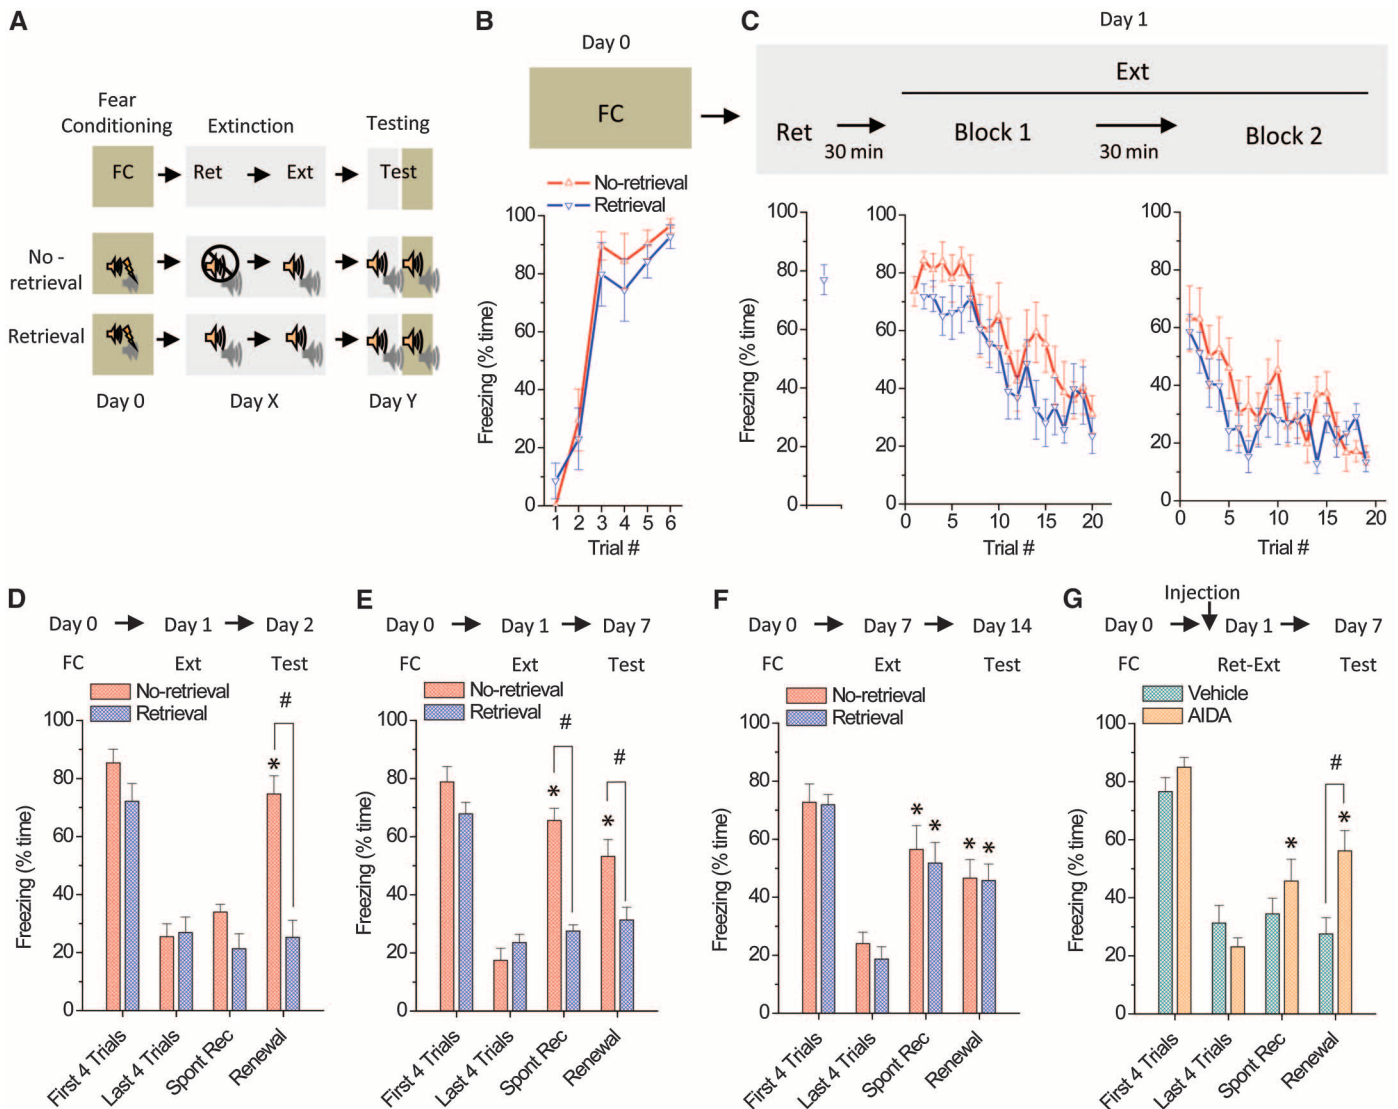 A
Fear
Conditioning
Extinction
Testing
FC
Ret
Ext
Test
No -
retrieval
Retrieval
Day 0
Day X
Day Y
B
Day 0
FC
No-retrieval
Retrieval
Freezing (% time)
100
80
60
40
20
0
1 2 3 4 5 6
Trial #
C
Day 1
Ext
Ret
30 min
Block 1
30 min
Block 2
Freezing (% time)
100
80
60
40
20
0
100
80
60
40
20
0
0 5 10 15 20
Trial #
100
80
60
40
20
0
0 5 10 15 20
Trial #
D
Day 0 Day 1 Day 2
FC Ext Test
No-retrieval
Retrieval
#
*
Freezing (% time)
100
80
60
40
20
0
First 4 Trials
Last 4 Trials
Spont Rec
Renewal
E
Day 0 Day 1 Day 7
FC Ext Test
No-retrieval
Retrieval
#
#
*
*
Freezing (% time)
100
80
60
40
20
0
First 4 Trials
Last 4 Trials
Spont Rec
Renewal
F
Day 0 Day 7 Day 14
FC Ext Test
No-retrieval
Retrieval
* *
* *
Freezing (% time)
100
80
60
40
20
0
First 4 Trials
Last 4 Trials
Spont Rec
Renewal
G
Injection
Day 0 Day 1 Day 7
FC Ret-Ext Test
Vehicle
AIDA
#
*
*
Freezing (% time)
100
80
60
40
20
0
First 4 Trials
Last 4 Trials
Spont Rec
Renewal